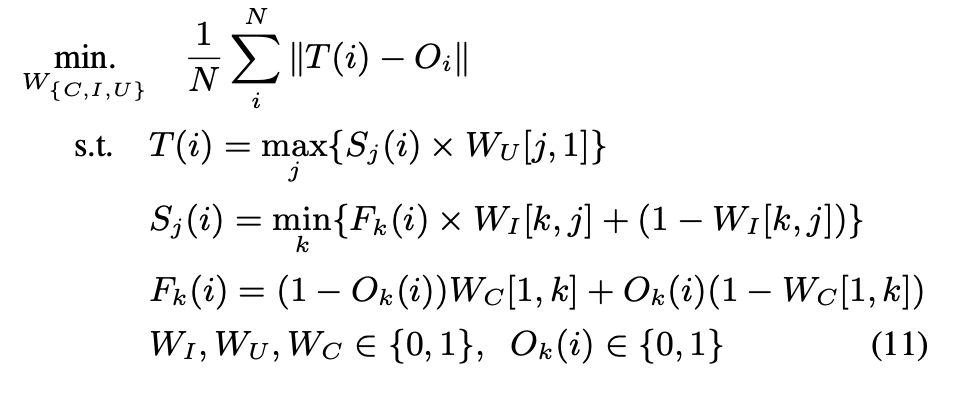 min. W_{C,I,U} 1/N ∑_i^N ‖T(i) − O_i‖
s.t. T(i) = max_j{S_j(i) × W_U[j, 1]}
S_j(i) = min_k{F_k(i) × W_I[k, j] + (1 − W_I[k, j])}
F_k(i) = (1 − O_k(i))W_C[1, k] + O_k(i)(1 − W_C[1, k])
W_I, W_U, W_C ∈ {0, 1}, O_k(i) ∈ {0, 1} (11)